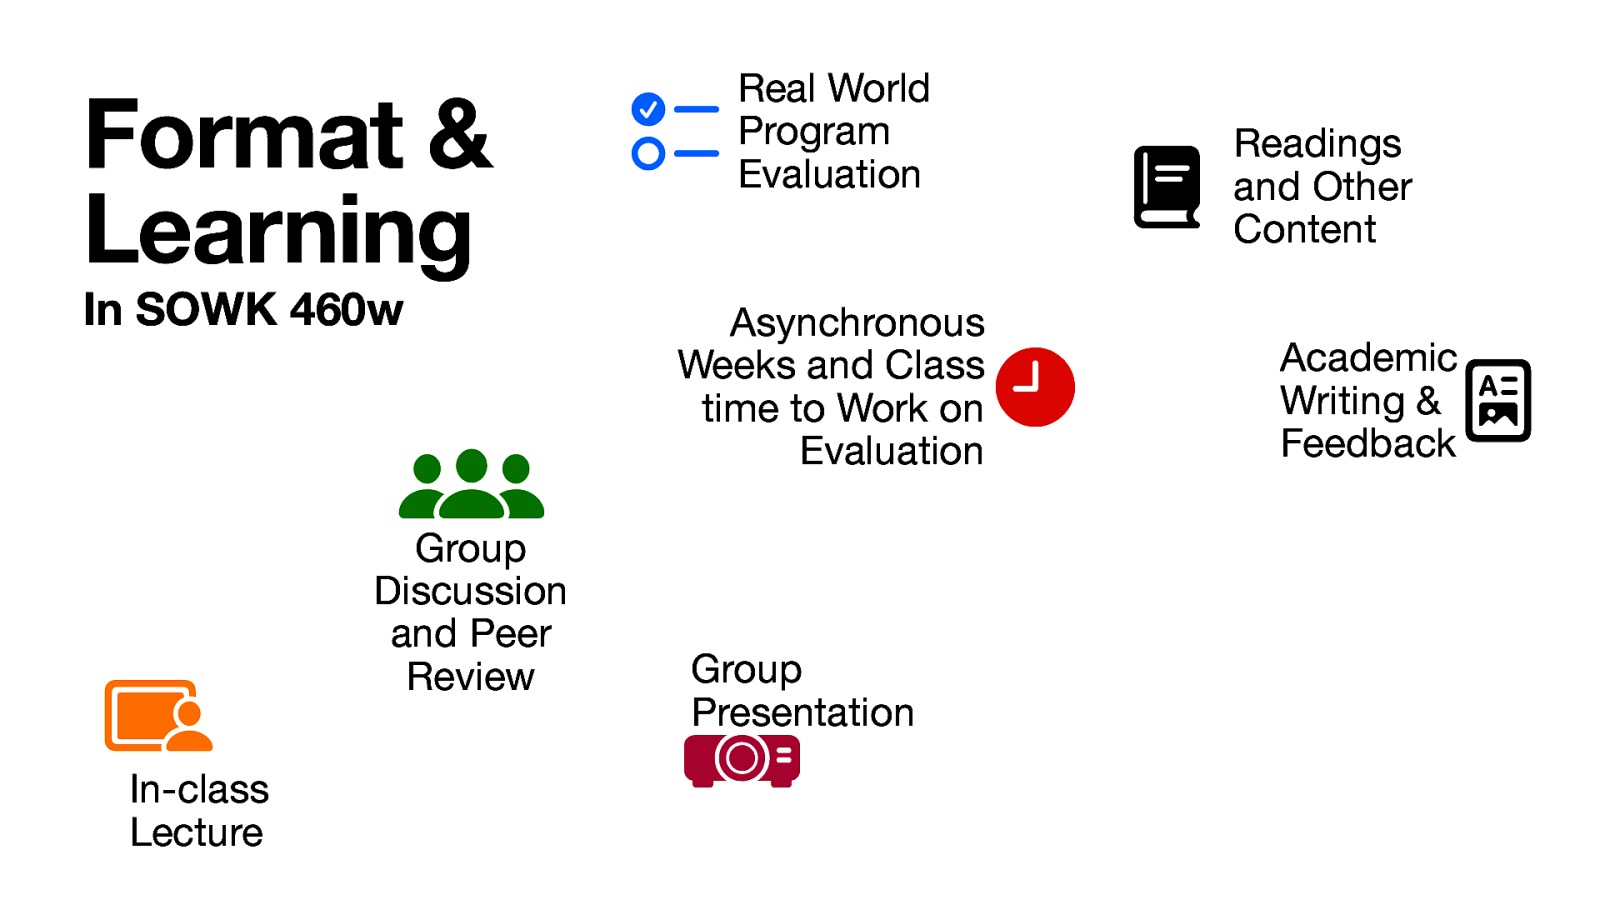 Format &
Learning
In SOWK 460w
Real World
Program
Evaluation
Readings
and Other
Content
Asynchronous
Weeks and Class
time to Work on
Evaluation
Academic
Writing &
Feedback
A
Group
Discussion
and Peer
Review
Group
Presentation
In-class
Lecture